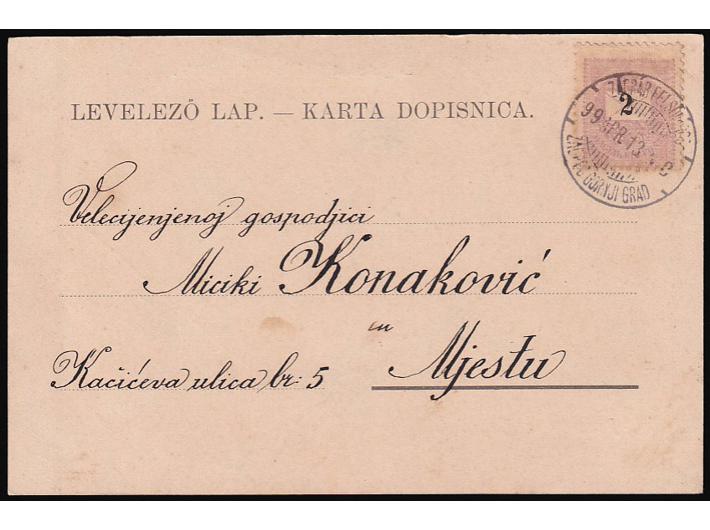 LEVELEZŐ LAP. — KARTA DOPISNICA.
2
99 APR. 13
GORNJI GRAD
Velecijenjenoj gospodjici
Miciki Konaković
u
Mjestu
Kačićeva ulica br: 5